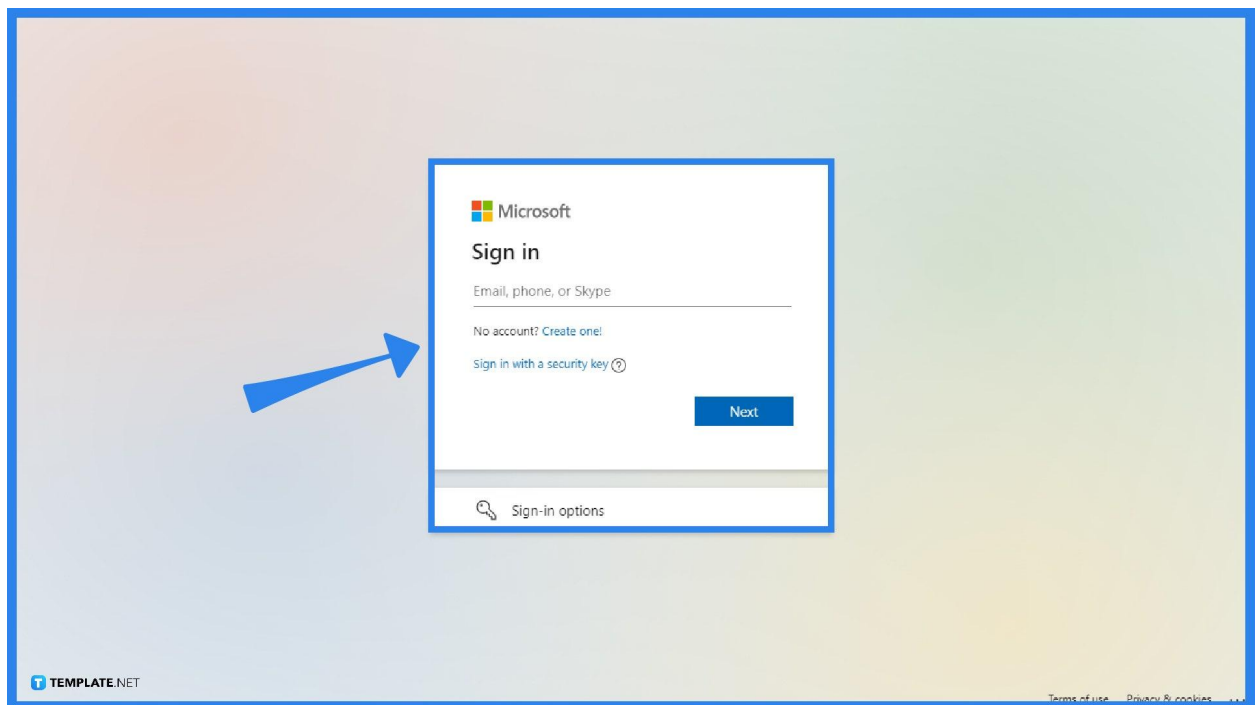 Microsoft
Sign in
Email, phone, or Skype
No account? Create one!
Sign in with a security key ?
Next
Sign-in options
T TEMPLATE.NET
Terms of use Privacy & cookies ...